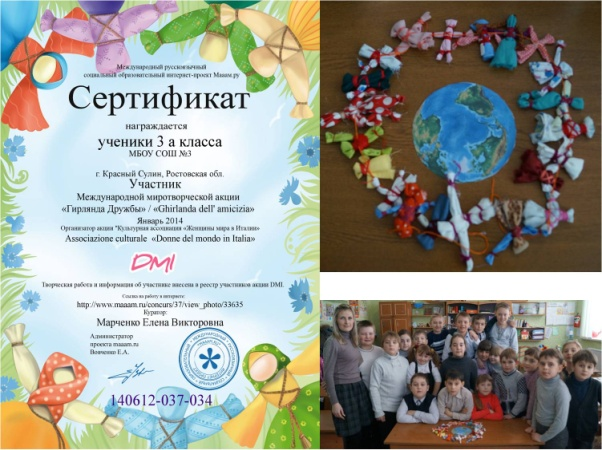 Международный русскоязычный
социальный образовательный интернет-проект Maaam.ру
Сертификат
награждается
ученики 3 а класса
МБОУ СОШ №3
г. Красный Сулин, Ростовская обл.
Участник
Международной миротворческой акции
«Гирлянда Дружбы» / «Ghirlanda dell' amicizia»
Январь 2014
Организатор акции "Культурная ассоциация «Женщины мира в Италии»
Associazione culturale «Donne del mondo in Italia»
DMI
Творческая работа и информация об участнике внесена в реестр участников акции DMI.
Ссылка на работу в интернете:
http://www.maaam.ru/concurs/37/view_photo/33635
Куратор:
Марченко Елена Викторовна
Администратор
проекта maaam.ru
Вовченко Е.А.
140612-037-034